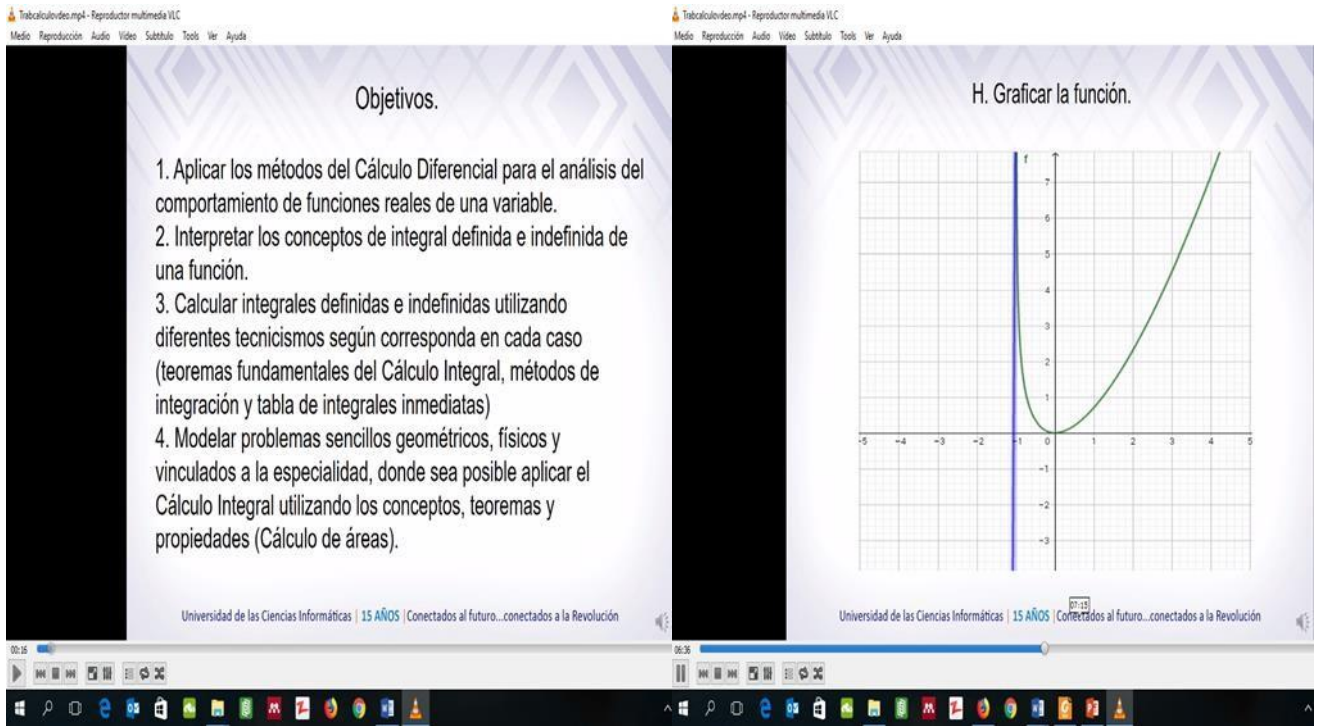 Trabcalculovdeo.mp4 - Reproductor multimedia VLC
Medio Reproducción Audio Video Subtítulo Tools Ver Ayuda
Objetivos.
1. Aplicar los métodos del Cálculo Diferencial para el análisis del
comportamiento de funciones reales de una variable.
2. Interpretar los conceptos de integral definida e indefinida de
una función.
3. Calcular integrales definidas e indefinidas utilizando
diferentes tecnicismos según corresponda en cada caso
(teoremas fundamentales del Cálculo Integral, métodos de
integración y tabla de integrales inmediatas)
4. Modelar problemas sencillos geométricos, físicos y
vinculados a la especialidad, donde sea posible aplicar el
Cálculo Integral utilizando los conceptos, teoremas y
propiedades (Cálculo de áreas).
Universidad de las Ciencias Informáticas | 15 AÑOS | Conectados al futuro...conectados a la Revolución
00:16
Trabcalculovdeo.mp4 - Reproductor multimedia VLC
Medio Reproducción Audio Video Subtítulo Tools Ver Ayuda
H. Graficar la función.
f
7
6
5
4
3
2
1
-5 -4 -3 -2 -1 0 1 2 3 4 5
-1
-2
-3
07:15
Universidad de las Ciencias Informáticas | 15 AÑOS | Conectados al futuro...conectados a la Revolución
06:36